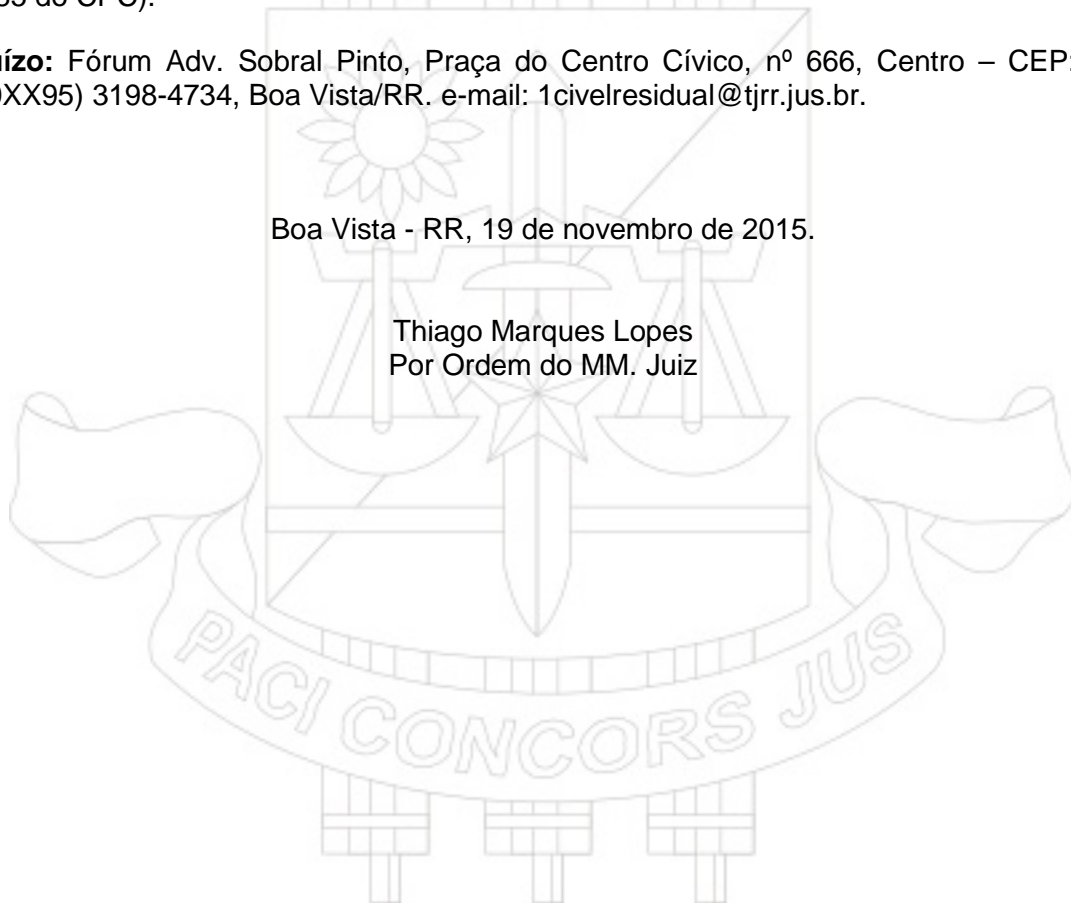 do CPC).
uízo: Fórum Adv. Sobral Pinto, Praça do Centro Cívico, nº 666, Centro – CEP:
0XX95) 3198-4734, Boa Vista/RR. e-mail: 1civelresidual@tjrr.jus.br.
Boa Vista - RR, 19 de novembro de 2015.
Thiago Marques Lopes
Por Ordem do MM. Juiz
PACI CONCORS JUS